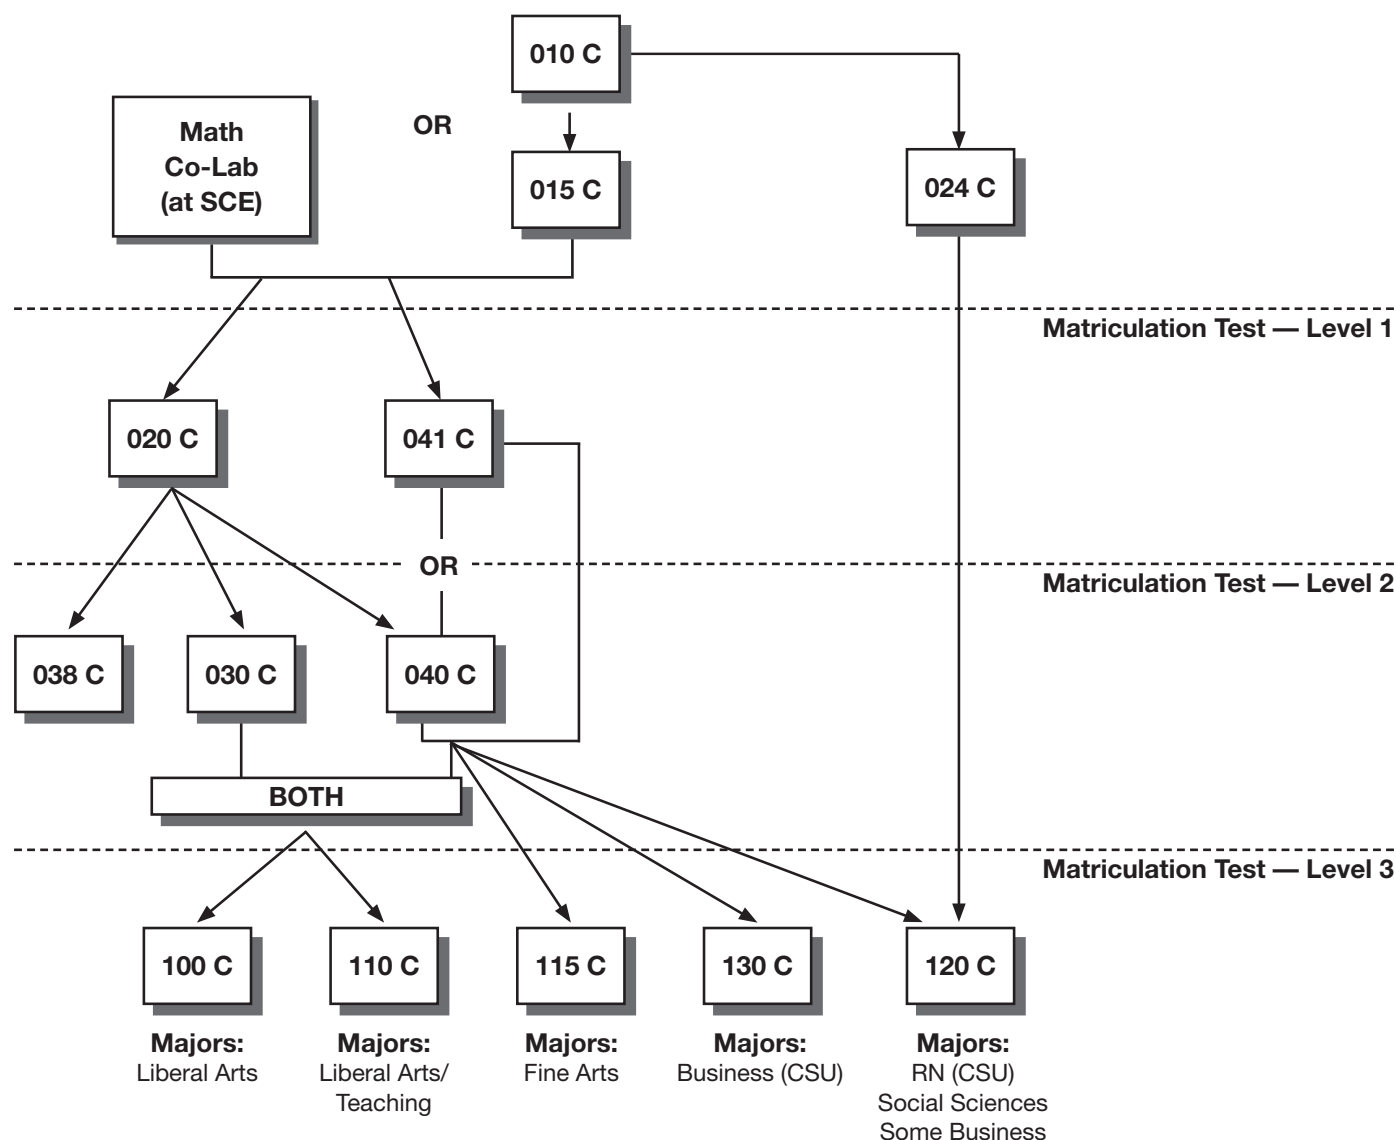 010 C
Math
Co-Lab
(at SCE)
OR
015 C
024 C
Matriculation Test — Level 1
020 C
041 C
OR
Matriculation Test — Level 2
038 C
030 C
040 C
BOTH
Matriculation Test — Level 3
100 C
110 C
115 C
130 C
120 C
Majors:
Liberal Arts
Majors:
Liberal Arts/
Teaching
Majors:
Fine Arts
Majors:
Business (CSU)
Majors:
RN (CSU)
Social Sciences
Some Business